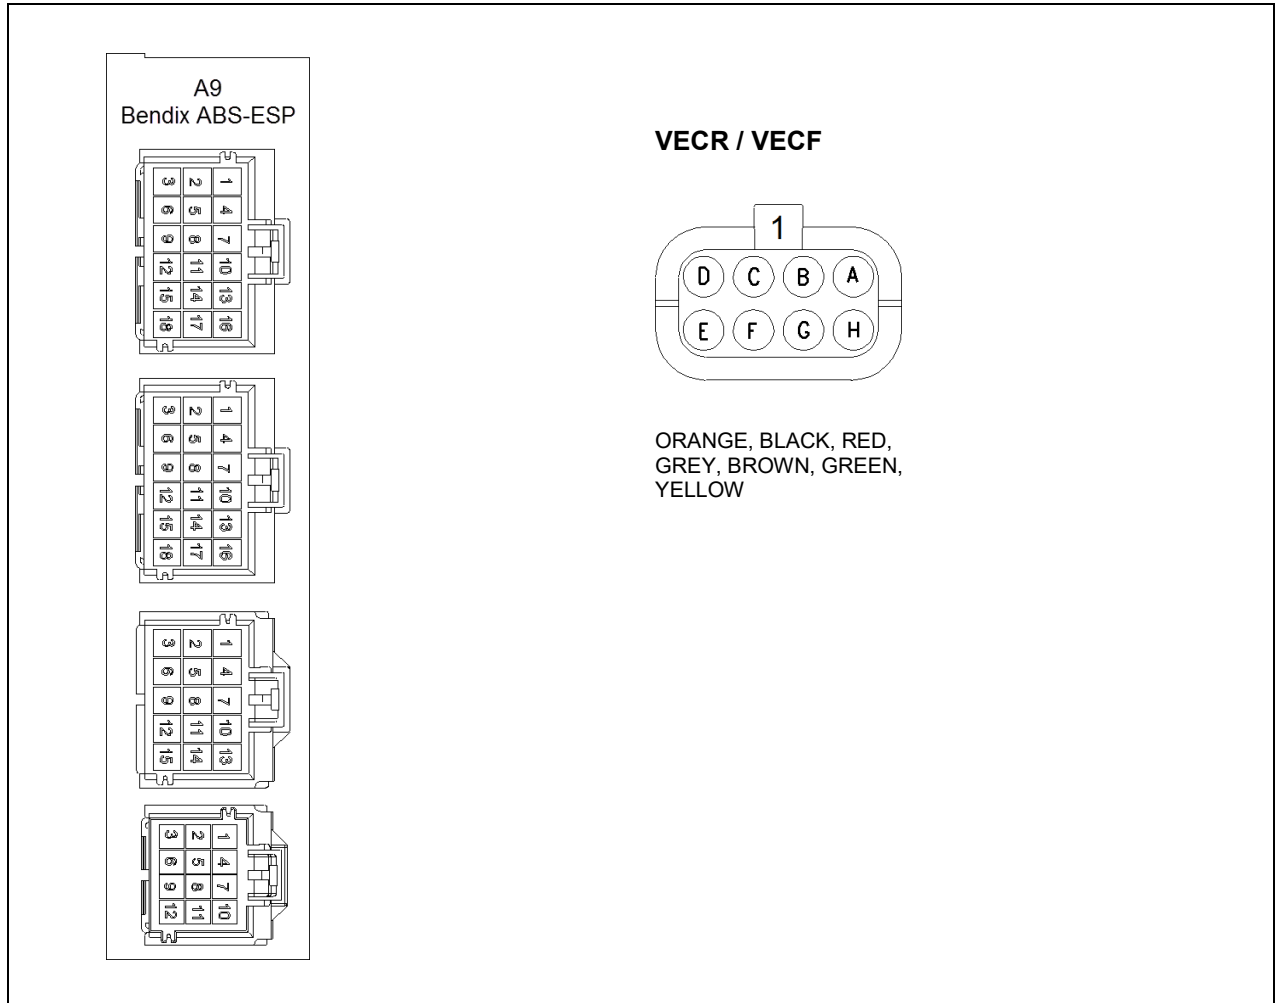 A9
Bendix ABS-ESP
3 2 1
6 5 4
9 8 7
12 11 10
15 14 13
18 17 16
3 2 1
6 5 4
9 8 7
12 11 10
15 14 13
18 17 16
3 2 1
6 5 4
9 8 7
12 11 10
15 14 13
3 2 1
6 5 4
9 8 7
12 11 10
VECR / VECF
1
D C B A
E F G H
ORANGE, BLACK, RED,
GREY, BROWN, GREEN,
YELLOW